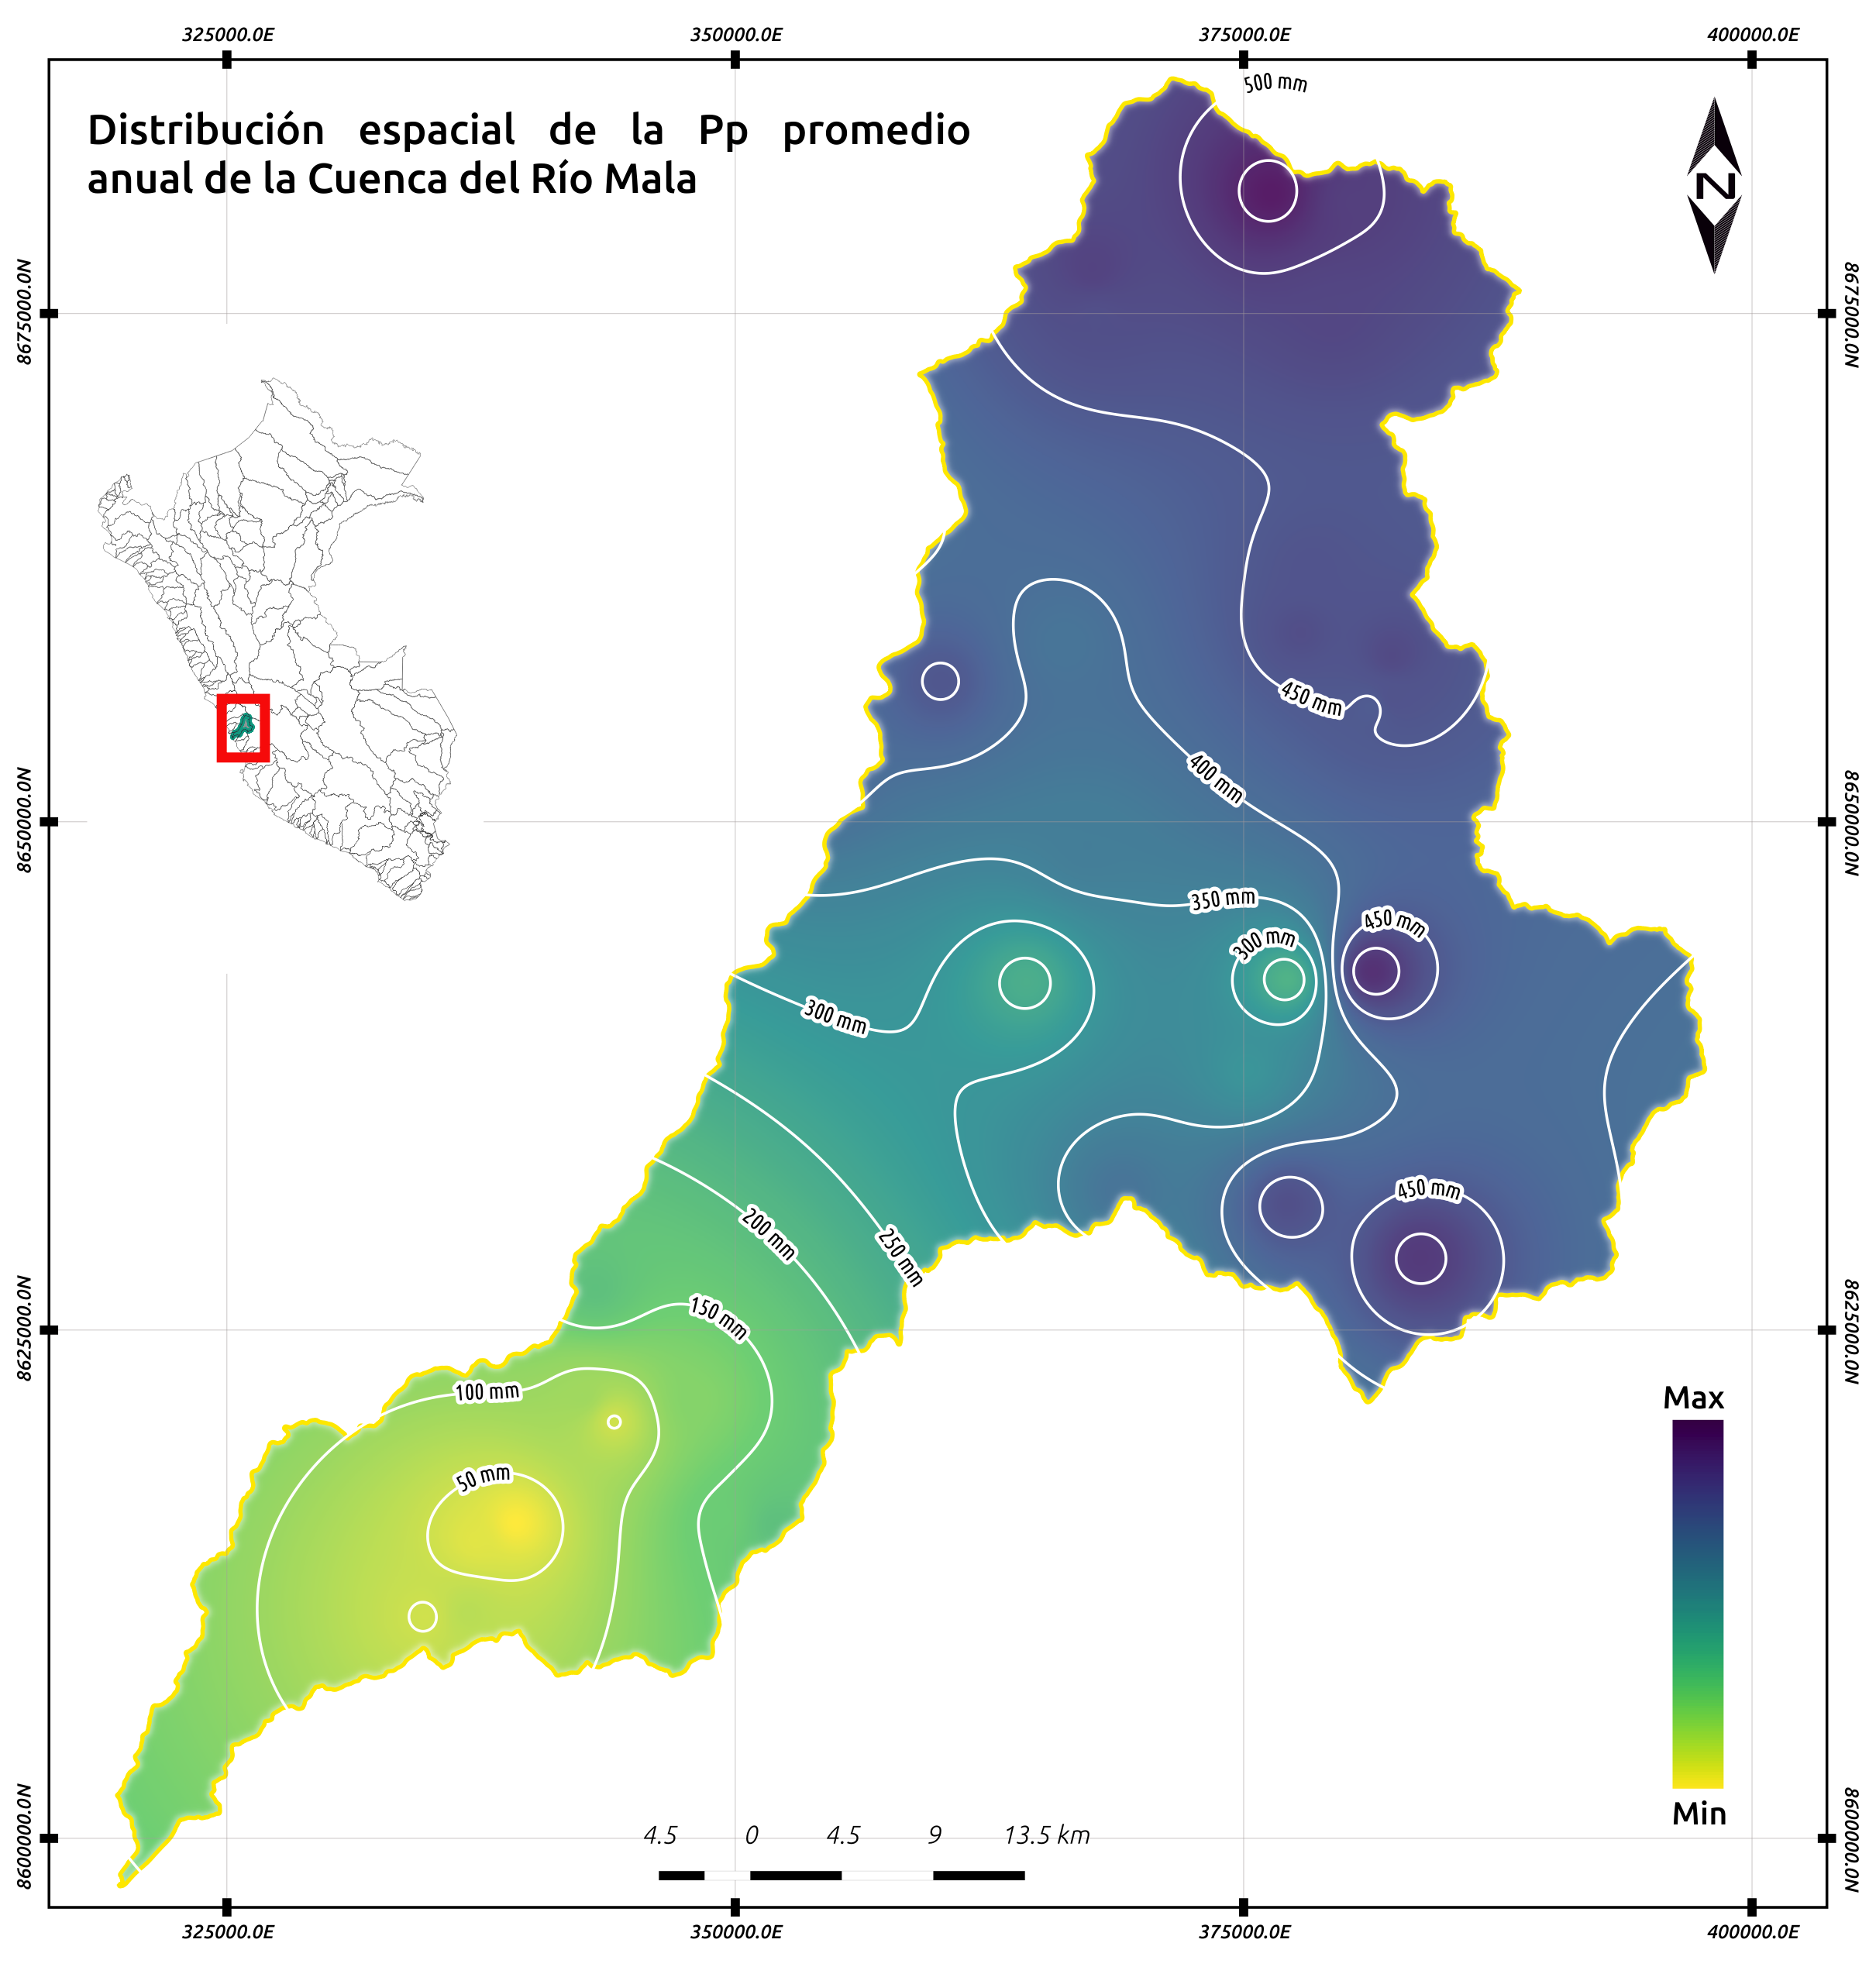 325000.0E 350000.0E 375000.0E 400000.0E
500 mm
Distribución espacial de la Pp promedio
anual de la Cuenca del Río Mala
N
8675000.0N 8675000.0N
450 mm
400 mm
8650000.0N 8650000.0N
350 mm
450 mm
300 mm
300 mm
450 mm
200 mm
250 mm
150 mm
8625000.0N 8625000.0N
100 mm
Max
50 mm
Min
4.5 0 4.5 9 13.5 km
8600000.0N 8600000.0N
325000.0E 350000.0E 375000.0E 400000.0E